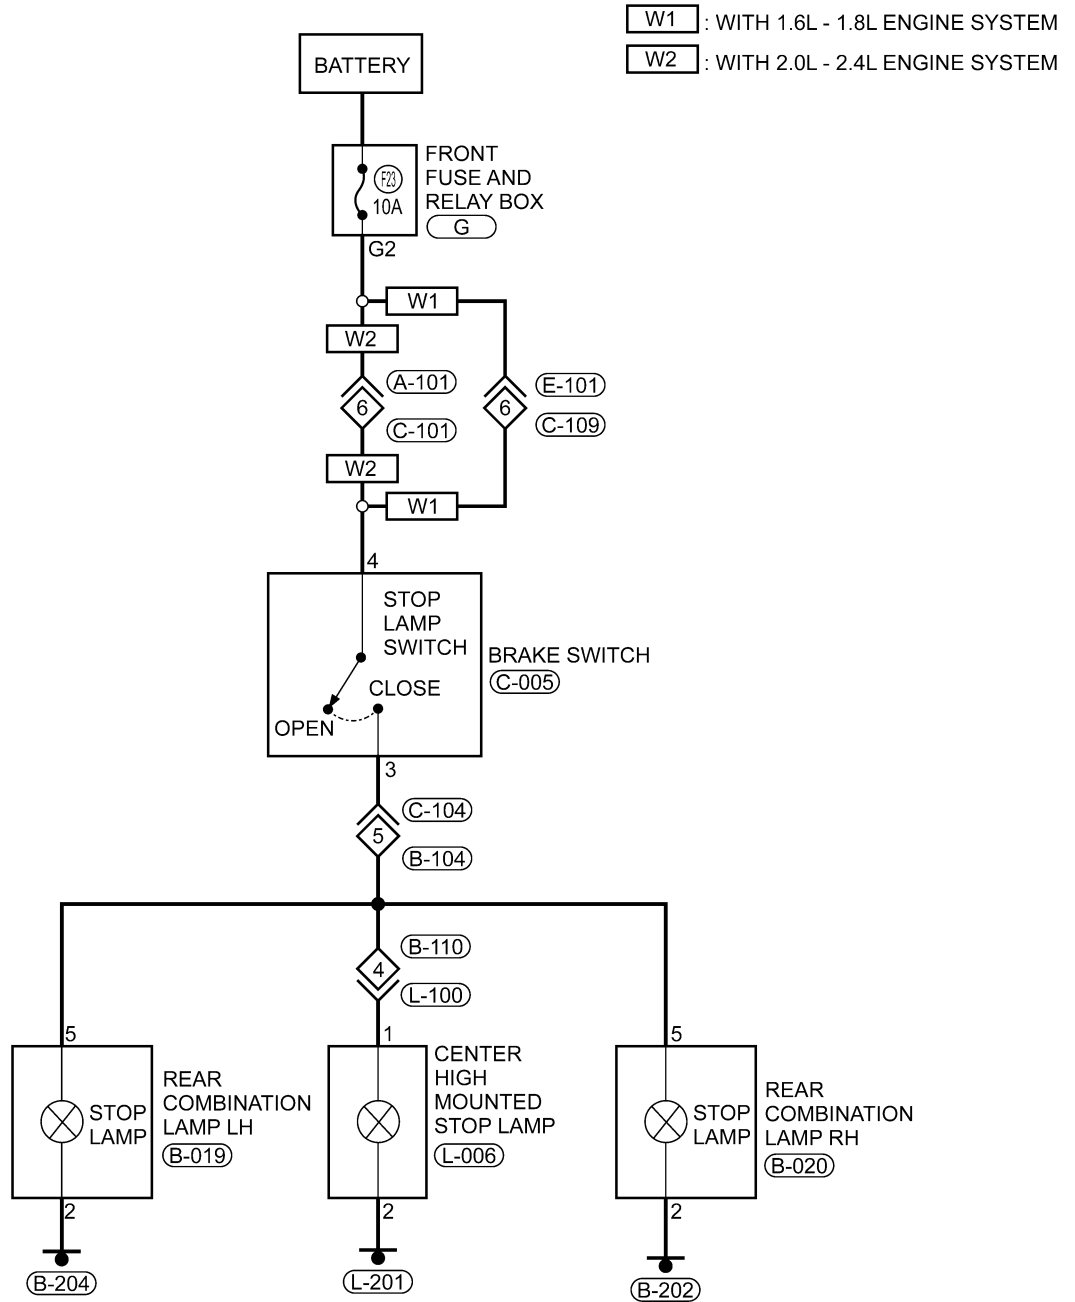 W1 : WITH 1.6L - 1.8L ENGINE SYSTEM
W2 : WITH 2.0L - 2.4L ENGINE SYSTEM
BATTERY
FRONT
FUSE AND
RELAY BOX
G
F23
10A
G2
W1
W2
A-101
6
C-101
E-101
6
C-109
W2
W1
4
STOP
LAMP
SWITCH
CLOSE
OPEN
BRAKE SWITCH
C-005
3
C-104
5
B-104
B-110
4
L-100
5
STOP
LAMP
REAR
COMBINATION
LAMP LH
B-019
2
B-204
1
CENTER
HIGH
MOUNTED
STOP LAMP
L-006
2
L-201
5
STOP
LAMP
REAR
COMBINATION
LAMP RH
B-020
2
B-202